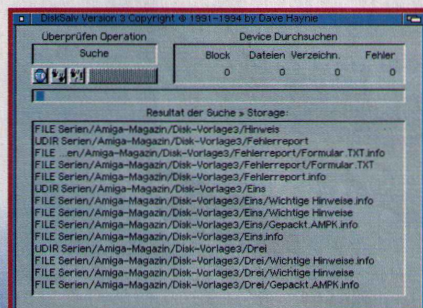 DiskSalv Version 3 Copyright © 1991-1994 by Dave Haynie
Überprüfen Operation
Suche
Device Durchsuchen
Block Dateien Verzeichn. Fehler
0 0 0 0
Resultat der Suche » Storage:
FILE Serien/Amiga-Magazin/Disk-Vorlage3/Hinweis
UDIR Serien/Amiga-Magazin/Disk-Vorlage3/Fehlerreport
FILE ...en/Amiga-Magazin/Disk-Vorlage3/Fehlerreport/Formular.TXT.info
FILE Serien/Amiga-Magazin/Disk-Vorlage3/Fehlerreport/Formular.TXT
FILE Serien/Amiga-Magazin/Disk-Vorlage3/Fehlerreport.info
UDIR Serien/Amiga-Magazin/Disk-Vorlage3/Eins
FILE Serien/Amiga-Magazin/Disk-Vorlage3/Eins/Wichtige Hinweise.info
FILE Serien/Amiga-Magazin/Disk-Vorlage3/Eins/Wichtige Hinweise
FILE Serien/Amiga-Magazin/Disk-Vorlage3/Eins/Gepackt.AMPK.info
FILE Serien/Amiga-Magazin/Disk-Vorlage3/Eins.info
UDIR Serien/Amiga-Magazin/Disk-Vorlage3/Drei
FILE Serien/Amiga-Magazin/Disk-Vorlage3/Drei/Wichtige Hinweise.info
FILE Serien/Amiga-Magazin/Disk-Vorlage3/Drei/Wichtige Hinweise
FILE Serien/Amiga-Magazin/Disk-Vorlage3/Drei/Gepackt.AMPK.info